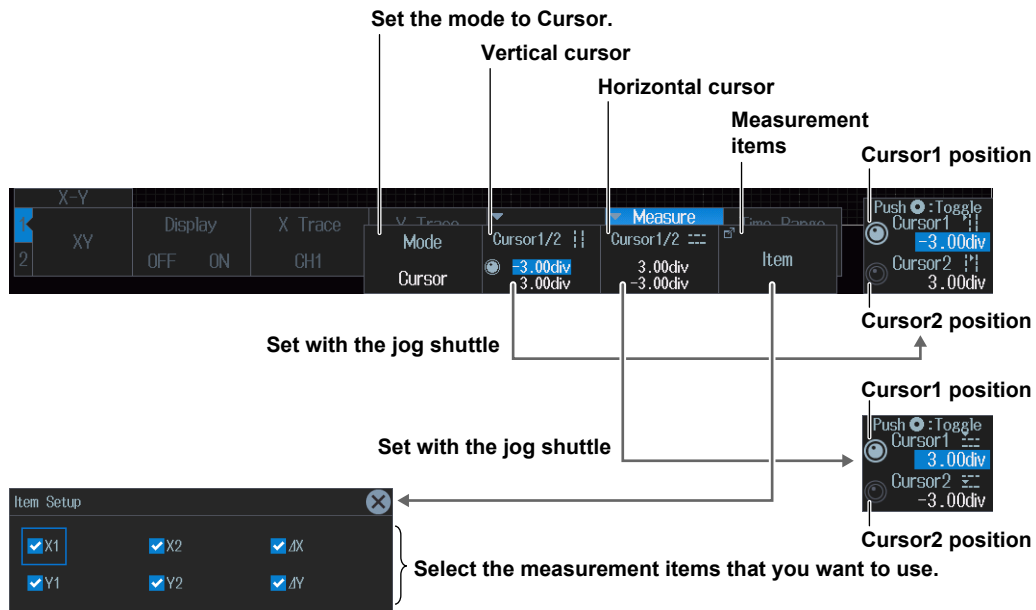 Set the mode to Cursor.
Vertical cursor
Horizontal cursor
Measurement
items
Cursor1 position
X-Y
1
2
XY
Display
OFF ON
X Trace
CH1
Y Trace
Mode
Cursor
Cursor1/2
-3.00div
3.00div
Measure
Cursor1/2
3.00div
-3.00div
Time Range
Item
Push :Toggle
Cursor1
-3.00div
Cursor2
3.00div
Cursor2 position
Set with the jog shuttle
Cursor1 position
Set with the jog shuttle
Push :Toggle
Cursor1
3.00div
Cursor2
-3.00div
Cursor2 position
Item Setup
X1 X2 ΔX
Y1 Y2 ΔY
Select the measurement items that you want to use.